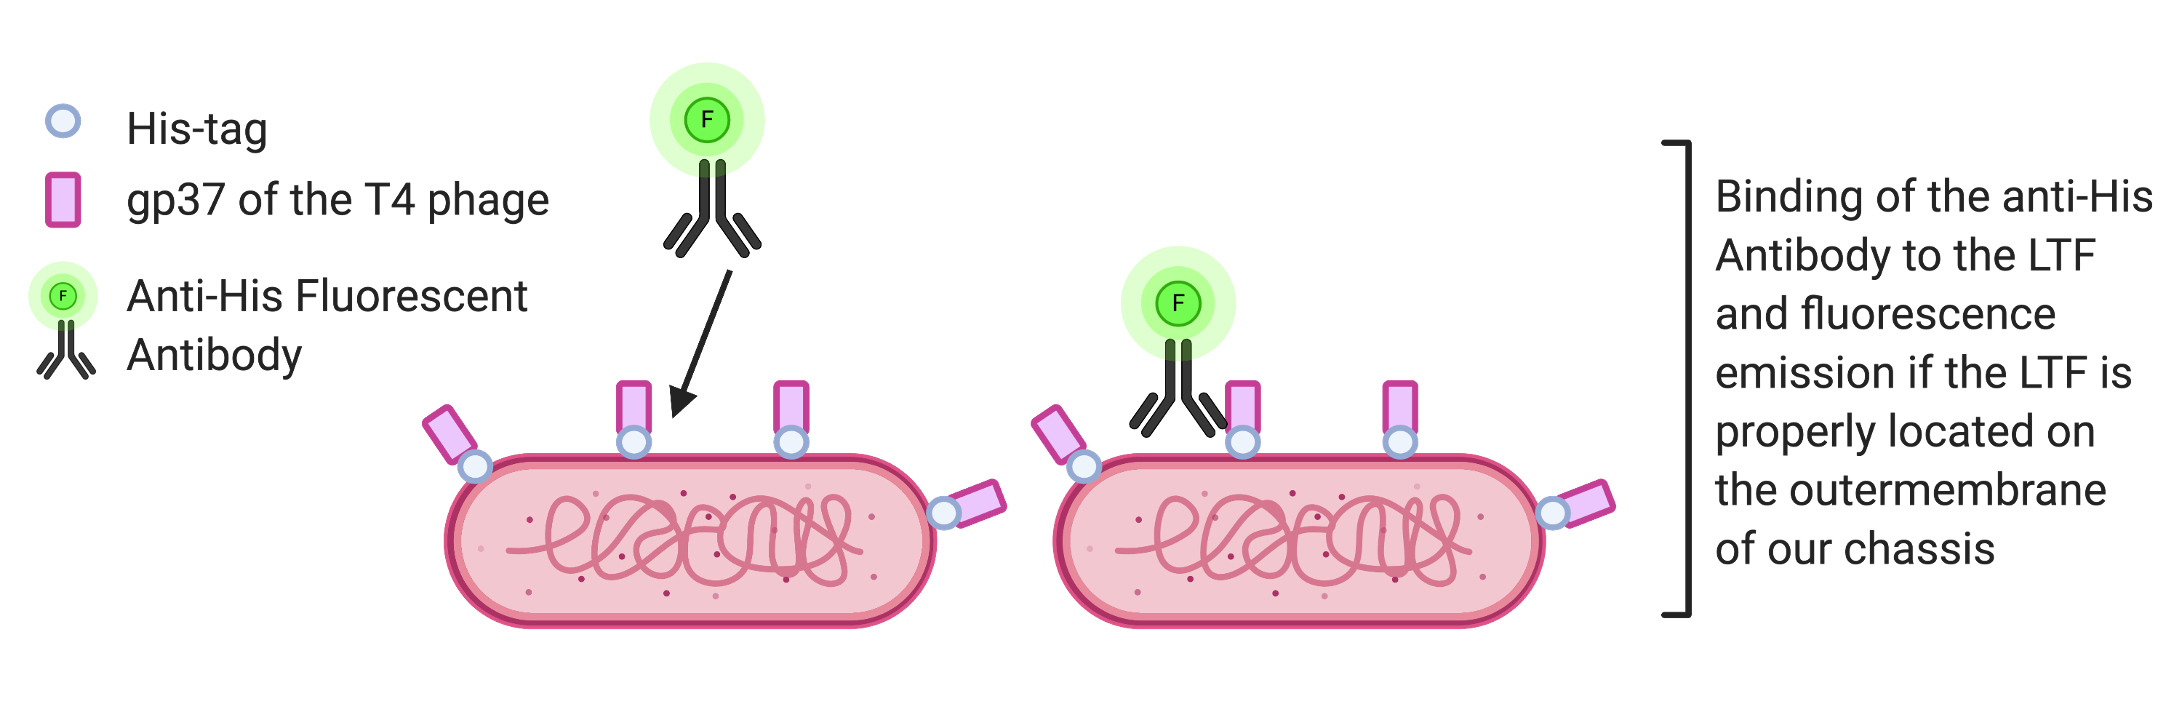 His-tag
gp37 of the T4 phage
F
Anti-His Fluorescent
Antibody
F
F
Binding of the anti-His
Antibody to the LTF
and fluorescence
emission if the LTF is
properly located on
the outermembrane
of our chassis